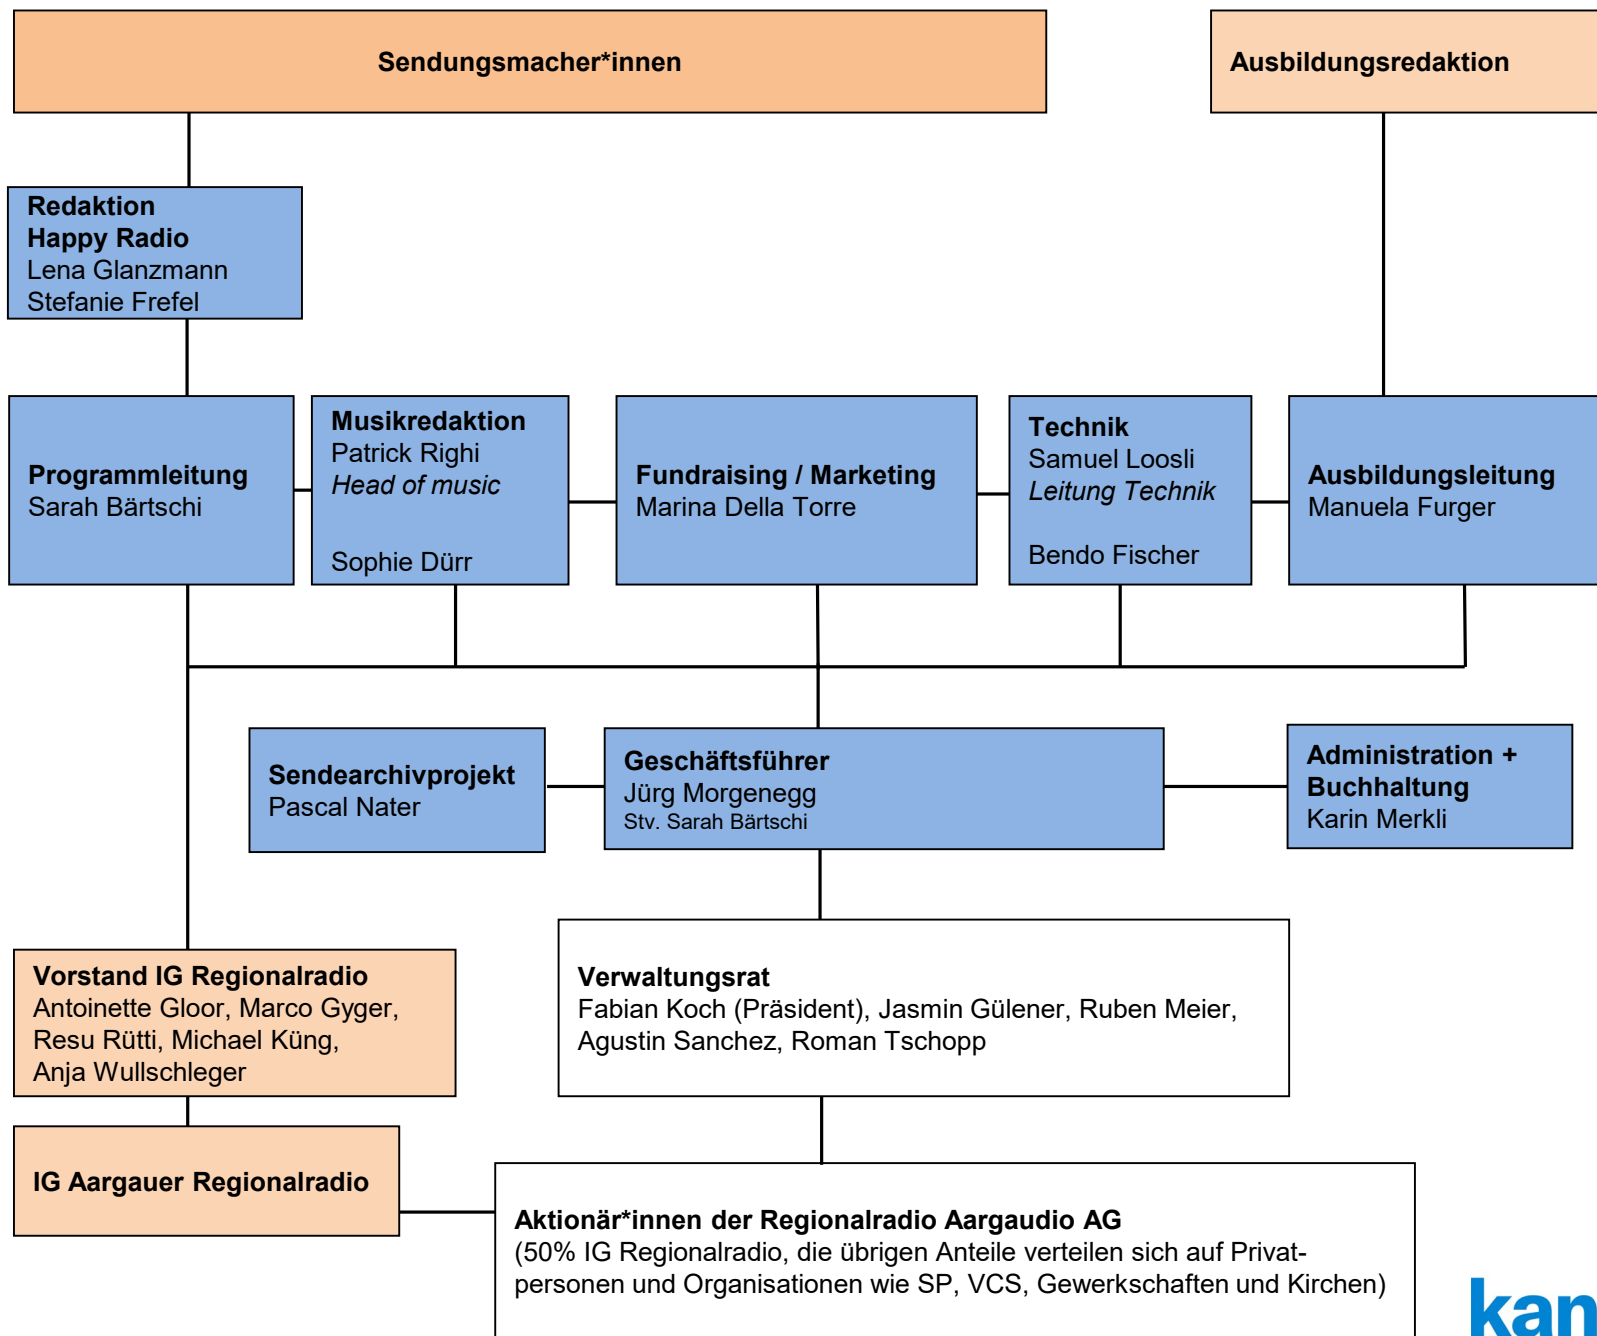 Sendungsmacher*innen
Ausbildungsredaktion
Redaktion
Happy Radio
Lena Glanzmann
Stefanie Frefel
Programmleitung
Sarah Bärtschi
Musikredaktion
Patrick Righi
Head of music
Sophie Dürr
Fundraising / Marketing
Marina Della Torre
Technik
Samuel Loosli
Leitung Technik
Bendo Fischer
Ausbildungsleitung
Manuela Furger
Sendearchivprojekt
Pascal Nater
Geschäftsführer
Jürg Morgenegg
Stv. Sarah Bärtschi
Administration +
Buchhaltung
Karin Merkli
Vorstand IG Regionalradio
Antoinette Gloor, Marco Gyger,
Resu Rütti, Michael Küng,
Anja Wullschleger
Verwaltungsrat
Fabian Koch (Präsident), Jasmin Gülener, Ruben Meier,
Agustin Sanchez, Roman Tschopp
IG Aargauer Regionalradio
Aktionär*innen der Regionalradio Aargaudio AG
(50% IG Regionalradio, die übrigen Anteile verteilen sich auf Privat-
personen und Organisationen wie SP, VCS, Gewerkschaften und Kirchen)
kan